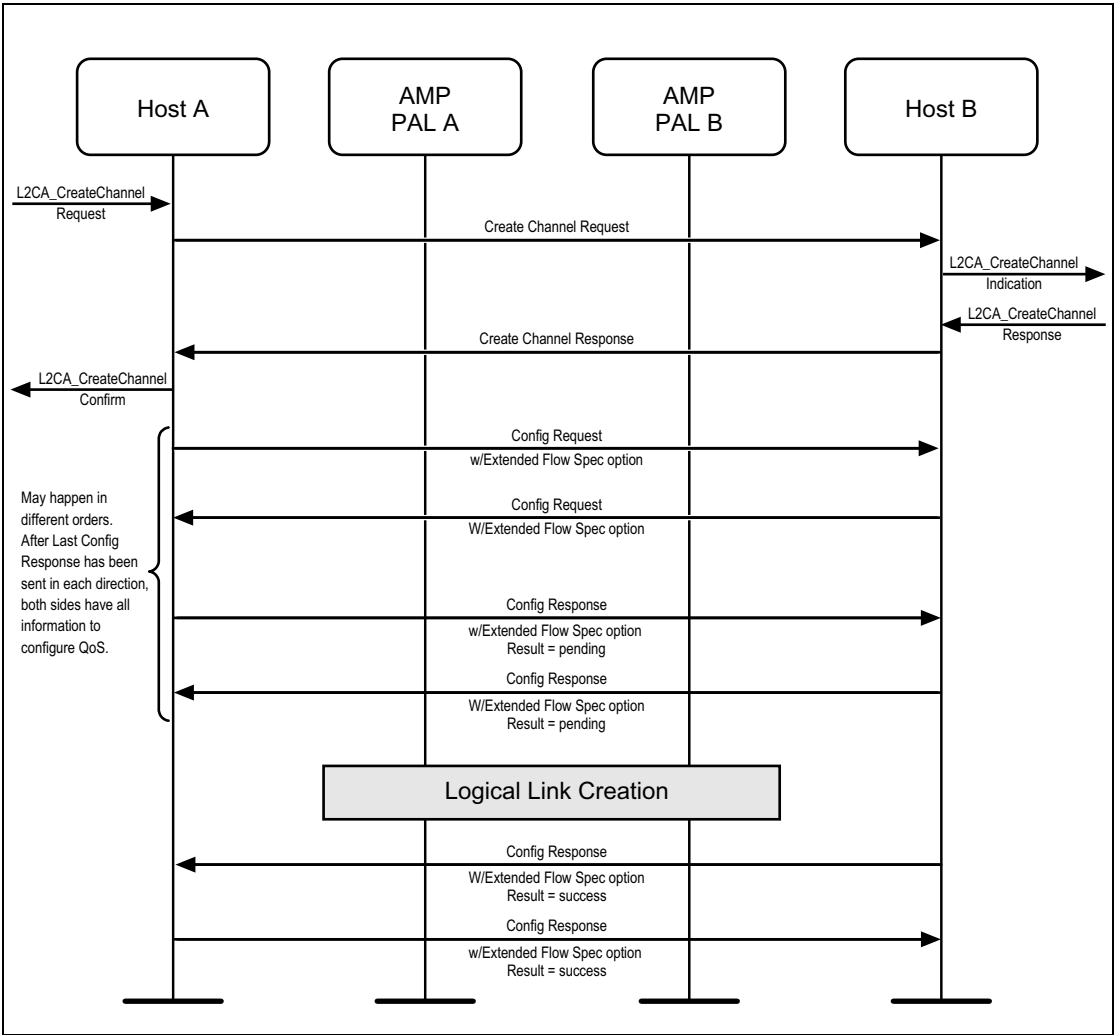 Host A
AMP
PAL A
AMP
PAL B
Host B
L2CA_CreateChannel
Request
Create Channel Request
L2CA_CreateChannel
Indication
L2CA_CreateChannel
Response
Create Channel Response
L2CA_CreateChannel
Confirm
Config Request
w/Extended Flow Spec option
May happen in
different orders.
After Last Config
Response has been
sent in each direction,
both sides have all
information to
configure QoS.
Config Request
W/Extended Flow Spec option
Config Response
w/Extended Flow Spec option
Result = pending
Config Response
W/Extended Flow Spec option
Result = pending
Logical Link Creation
Config Response
W/Extended Flow Spec option
Result = success
Config Response
w/Extended Flow Spec option
Result = success